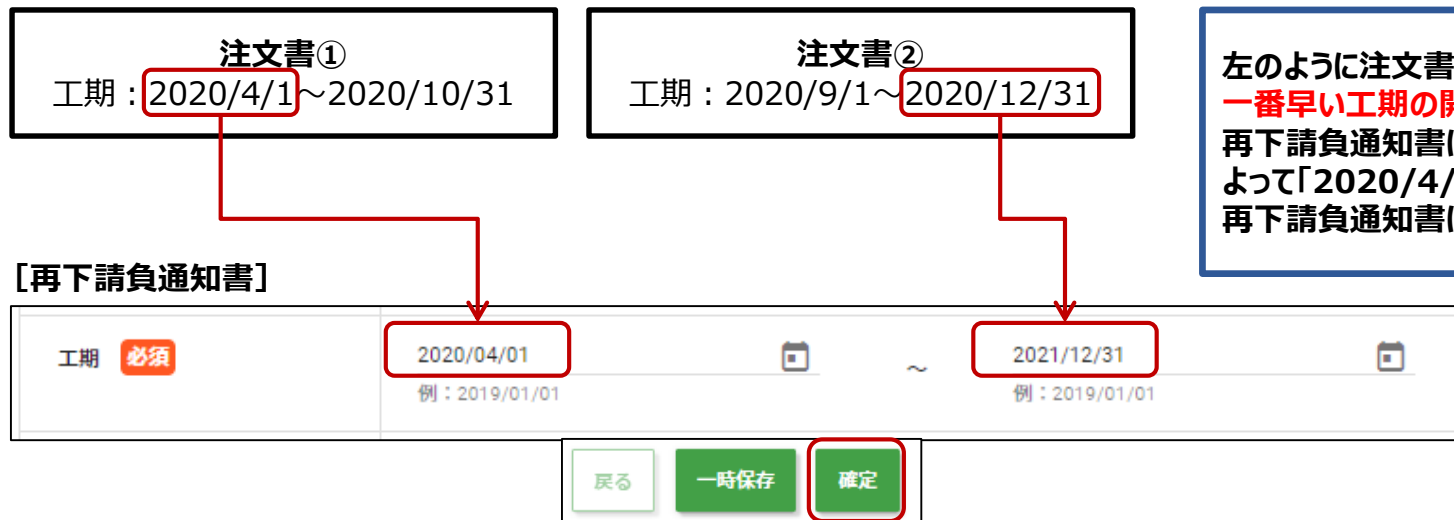 注文書①
工期：2020/4/1～2020/10/31
注文書②
工期：2020/9/1～2020/12/31
左のように注文書
一番早い工期の
再下請負通知書
よって「2020/4/
再下請負通知書
［再下請負通知書］
工期 必須
2020/04/01 ～ 2021/12/31
例：2019/01/01 例：2019/01/01
戻る 一時保存 確定